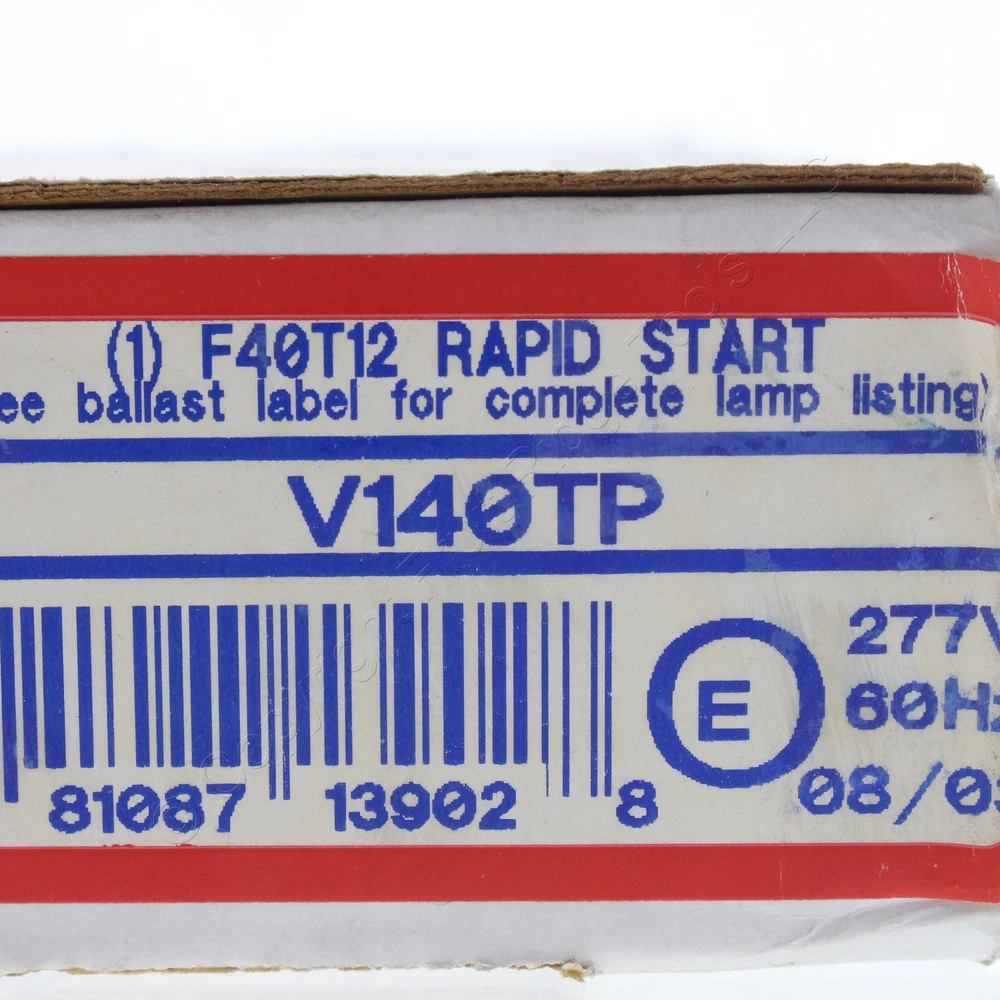 (1) F40T12 RAPID START
ee ballast label for complete lamp listing)
V140TP
277V
E
60Hz
08/0
81087 13902 8